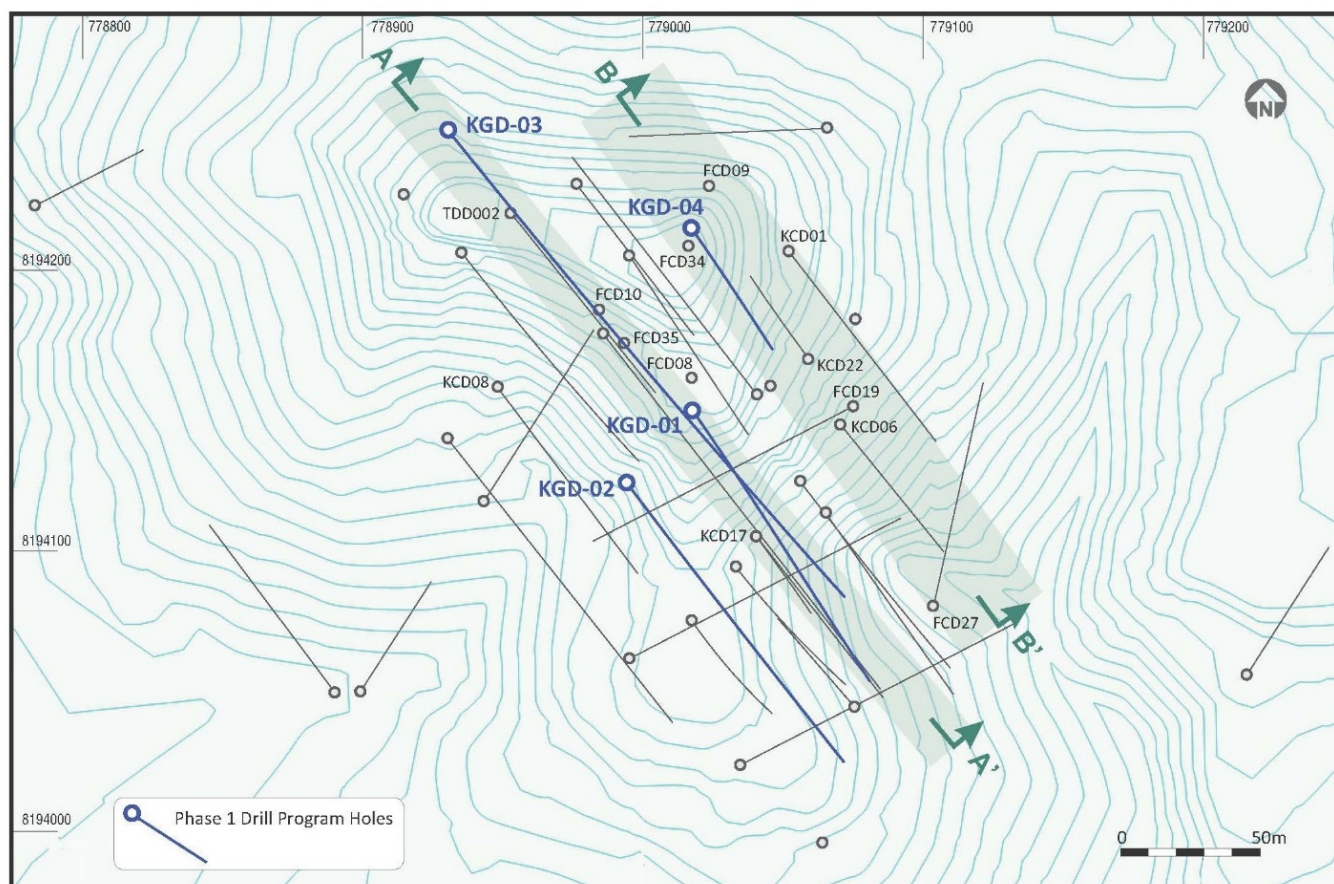 778800
778900
779000
779100
779200
A
B
N
KGD-03
FCD09
TDD002
KGD-04
KCD01
FCD34
8194200
FCD10
FCD35
FCD08
KCD22
KCD08
FCD19
KGD-01
KCD06
KGD-02
KCD17
8194100
FCD27
B'
A'
8194000
Phase 1 Drill Program Holes
0 50m